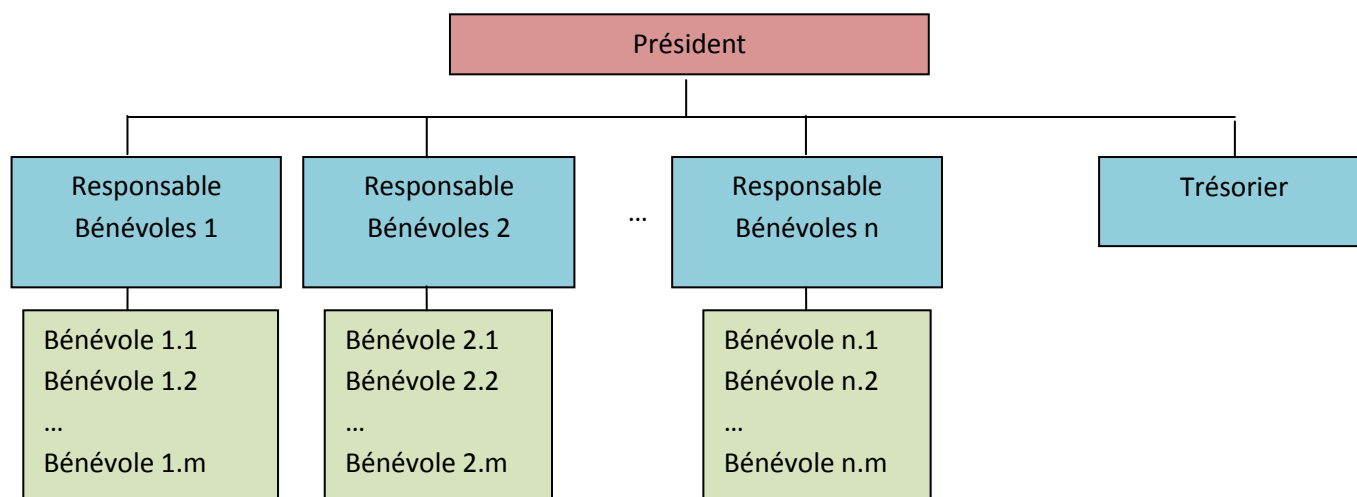 Président
Responsable
Bénévoles 1
Responsable
Bénévoles 2
...
Responsable
Bénévoles n
Trésorier
Bénévole 1.1
Bénévole 1.2
...
Bénévole 1.m
Bénévole 2.1
Bénévole 2.2
...
Bénévole 2.m
Bénévole n.1
Bénévole n.2
...
Bénévole n.m